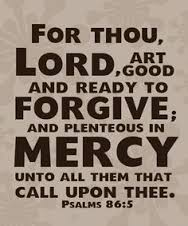 FOR THOU,
LORD, ART GOOD
AND READY TO
FORGIVE;
AND PLENTEOUS IN
MERCY
UNTO ALL THEM THAT
CALL UPON THEE.
PSALMS 86:5